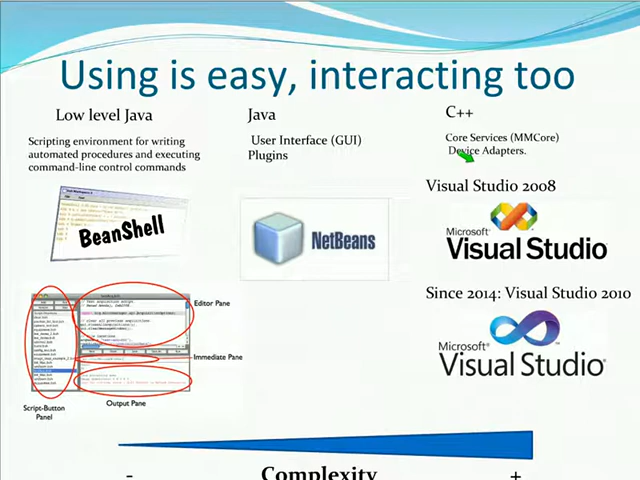 Using is easy, interacting too
Low level Java
Scripting environment for writing
automated procedures and executing
command-line control commands
BeanShell
Editor Pane
Immediate Pane
Script-Button
Panel
Output Pane
Java
User Interface (GUI)
Plugins
NetBeans
C++
Core Services (MMCore)
Device Adapters.
Visual Studio 2008
Microsoft®
Visual Studio
Since 2014: Visual Studio 2010
Microsoft®
Visual Studio®
- Complexity +